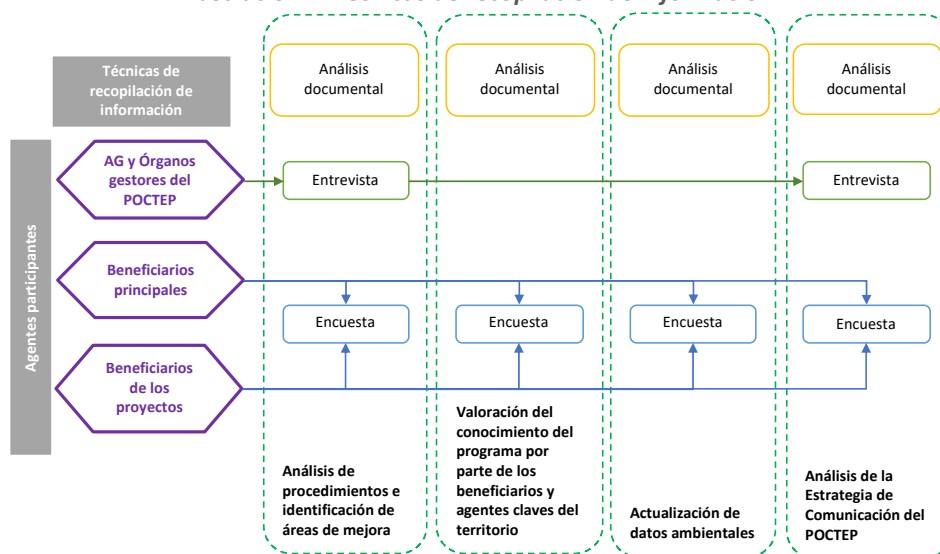 Técnicas de
recopilación de
información
Análisis
documental
Análisis
documental
Análisis
documental
Análisis
documental
Agentes participantes
AG y Órganos
gestores del
POCTEP
Entrevista
Entrevista
Beneficiarios
principales
Encuesta
Encuesta
Encuesta
Encuesta
Beneficiarios
de los
proyectos
Análisis de
procedimientos e
identificación de
áreas de mejora
Valoración del
conocimiento del
programa por
parte de los
beneficiarios y
agentes claves del
territorio
Actualización de
datos ambientales
Análisis de la
Estrategia de
Comunicación del
POCTEP